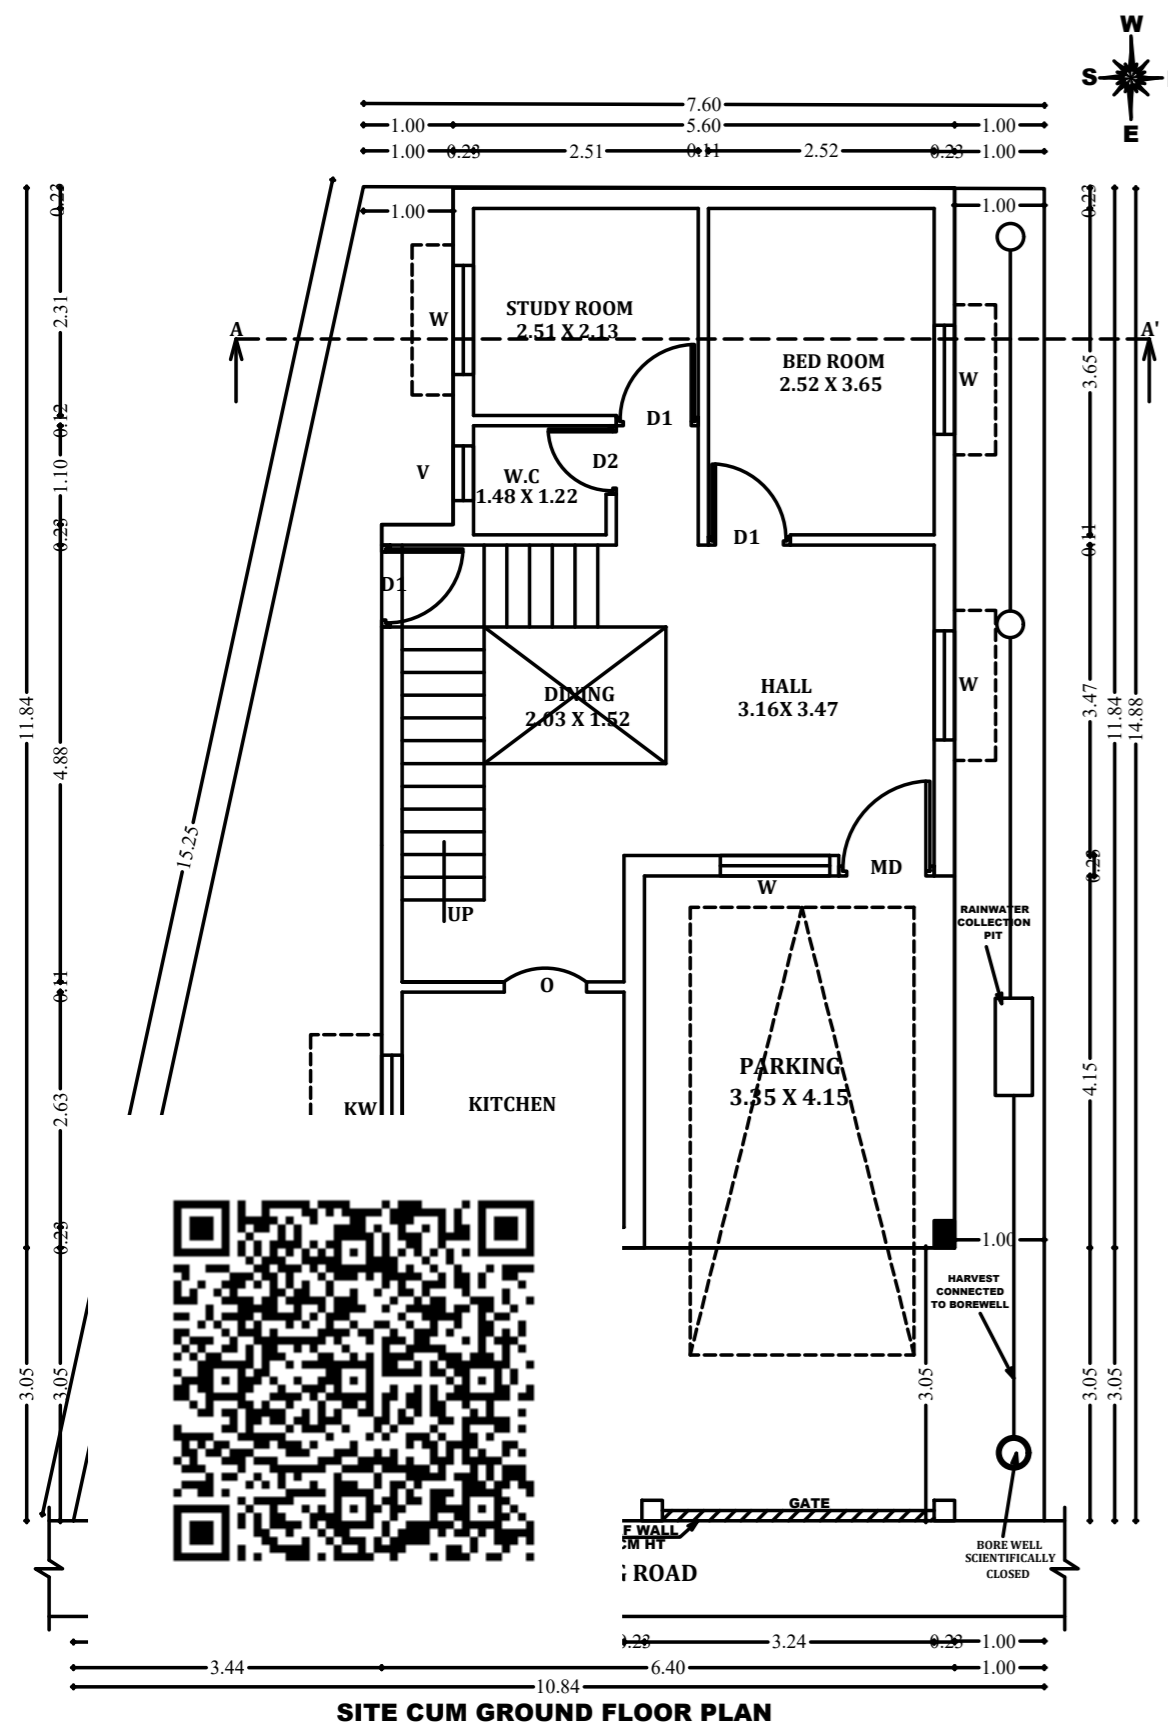 W
S
E
7.60
1.00 5.60 1.00
1.00 0.23 2.51 0.11 2.52 0.23 1.00
1.00 1.00
0.23
2.31
0.12
1.10
0.23
4.88
0.11
2.63
0.23
3.05
11.84
3.05
15.25
0.23
3.65
0.11
3.47
0.23
4.15
3.05
11.84
3.05
14.88
A A'
STUDY ROOM
2.51 X 2.13
BED ROOM
2.52 X 3.65
W
W
D1
D2
V
W.C
1.48 X 1.22
D1
D1
DINING
2.03 X 1.52
HALL
3.16X 3.47
W
MD
W
UP
O
RAINWATER
COLLECTION
PIT
PARKING
3.35 X 4.15
KW
KITCHEN
1.00
HARVEST
CONNECTED
TO BOREWELL
3.05
GATE
F WALL
CM HT
ROAD
BORE WELL
SCIENTIFICALLY
CLOSED
0.23 3.24 0.23 1.00
3.44 6.40 1.00
10.84
SITE CUM GROUND FLOOR PLAN